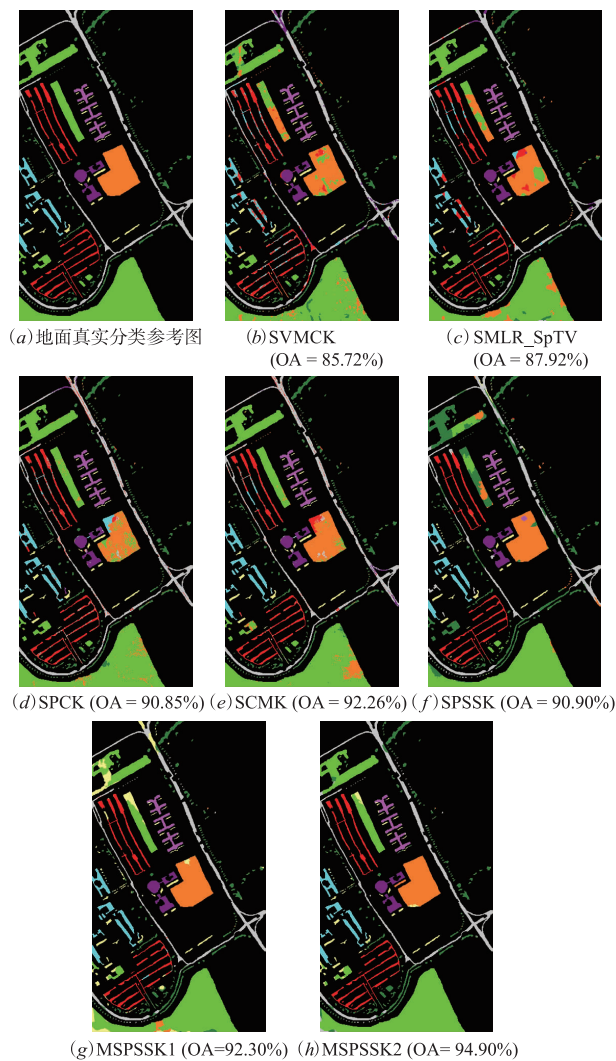 (a)地面真实分类参考图
(b) SVMCK
(OA = 85.72%)
(c) SMLR_SpTV
(OA = 87.92%)
(d)SPCK (OA = 90.85%)
(e)SCMK (OA = 92.26%)
(f)SPSSK (OA = 90.90%)
(g)MSPSSK1 (OA=92.30%)
(h)MSPSSK2 (OA= 94.90%)